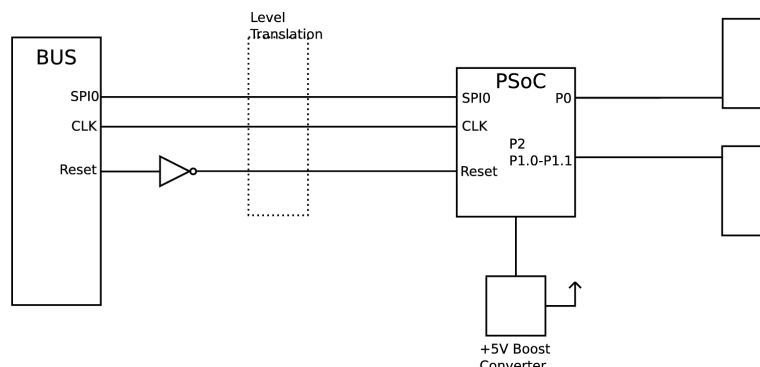 Level
Translation
BUS
PSoC
SPI0
SPI0
P0
CLK
CLK
P2
P1.0-P1.1
Reset
Reset
+5V Boost
Converter